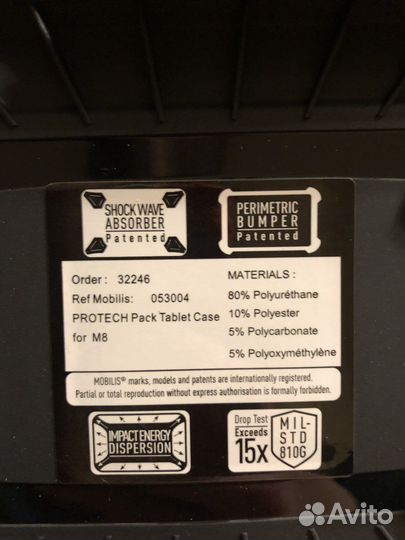 SHOCK WAVE
ABSORBER
Patented
PERIMETRIC
BUMPER
Patented
Order : 32246
Ref Mobilis: 053004
PROTECH Pack Tablet Case
for M8
MATERIALS :
80% Polyuréthane
10% Polyester
5% Polycarbonate
5% Polyoxyméthylène
MOBILIS® marks, models and patents are internationally registered.
Partial or total reproduction without express authorisation is formally forbidden.
IMPACT ENERGY
DISPERSION
Drop Test
Exceeds
15x
MIL-
STD
810G
Avito